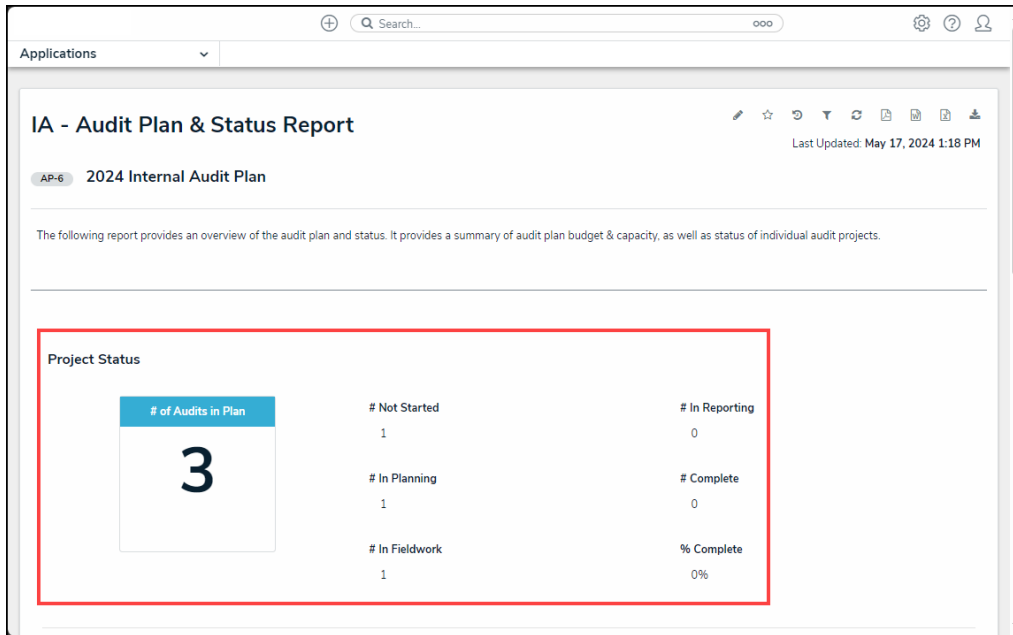 Search...
Applications
IA - Audit Plan & Status Report
Last Updated: May 17, 2024 1:18 PM
AP-6 2024 Internal Audit Plan
The following report provides an overview of the audit plan and status. It provides a summary of audit plan budget & capacity, as well as status of individual audit projects.
Project Status
# of Audits in Plan
3
# Not Started
1
# In Planning
1
# In Fieldwork
1
# In Reporting
0
# Complete
0
% Complete
0%